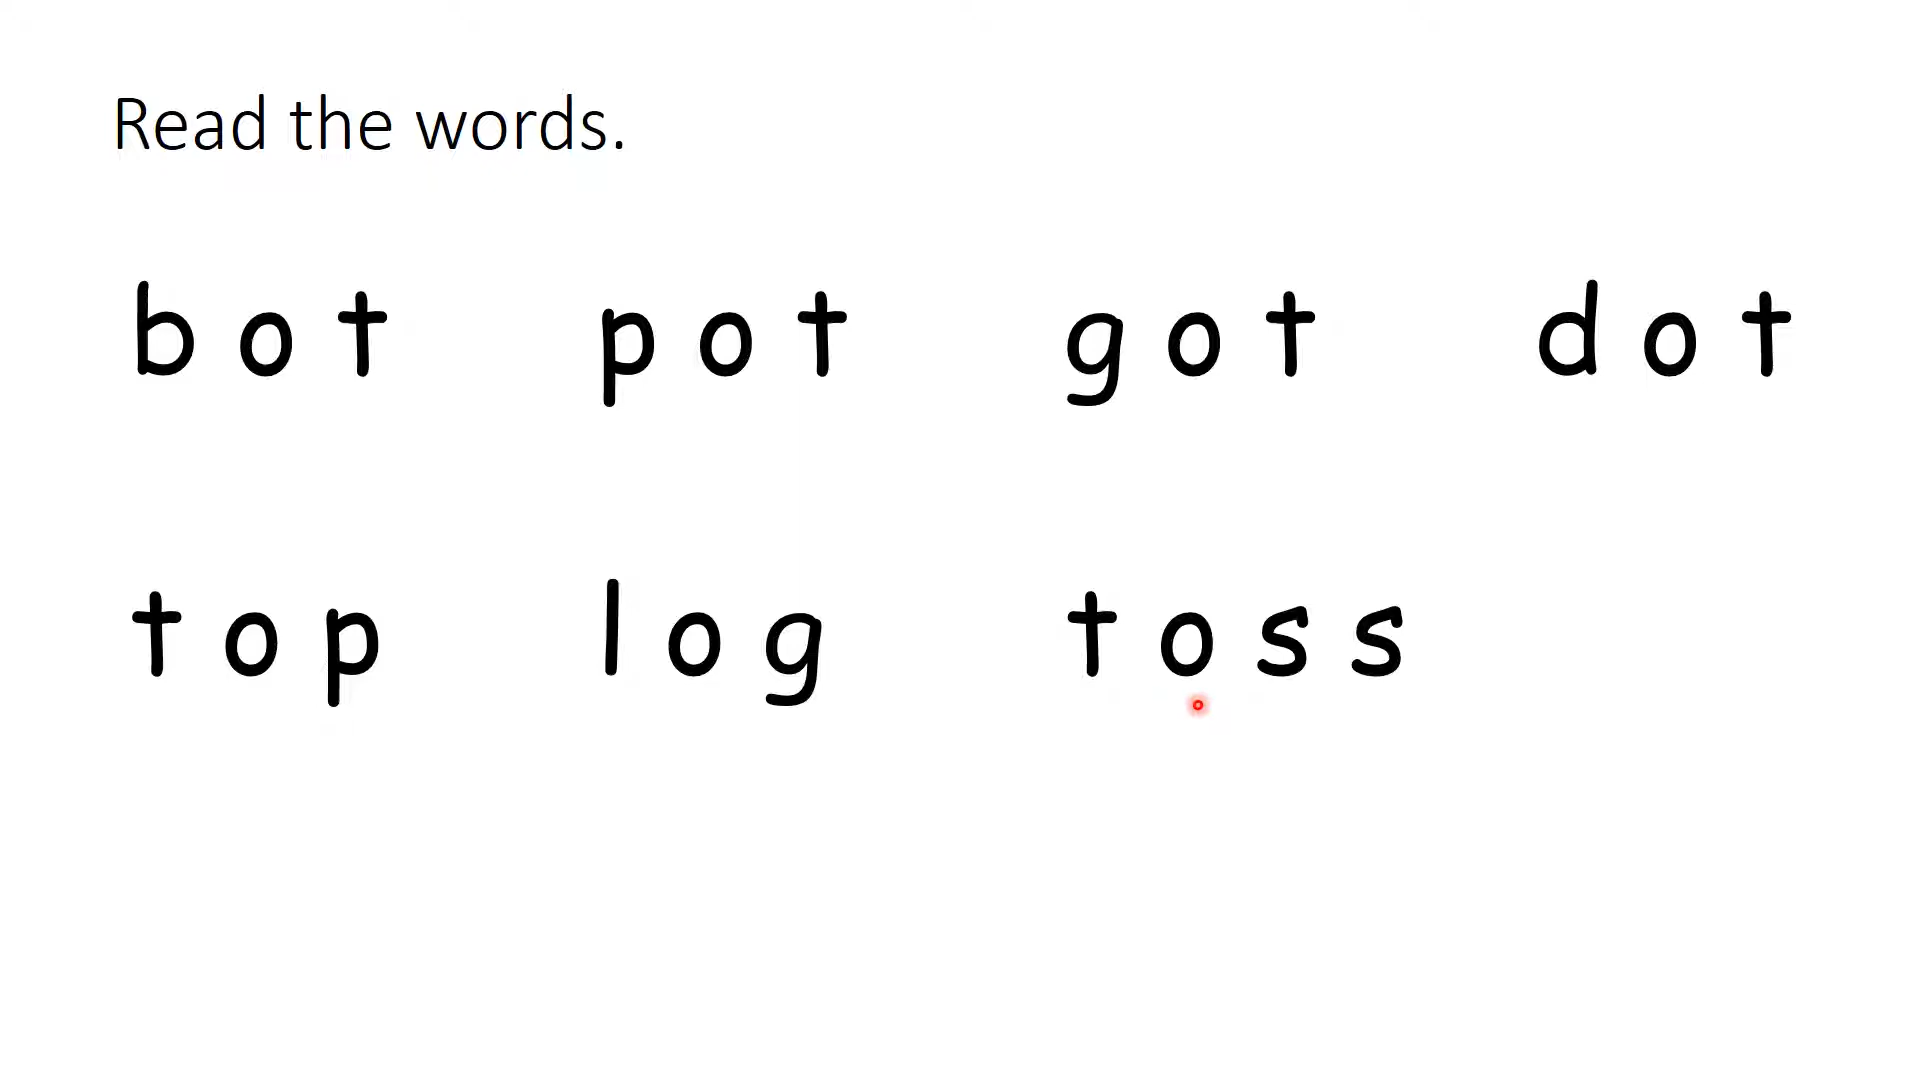 Read the words.
b o t p o t g o t d o t
t o p l o g t o s s